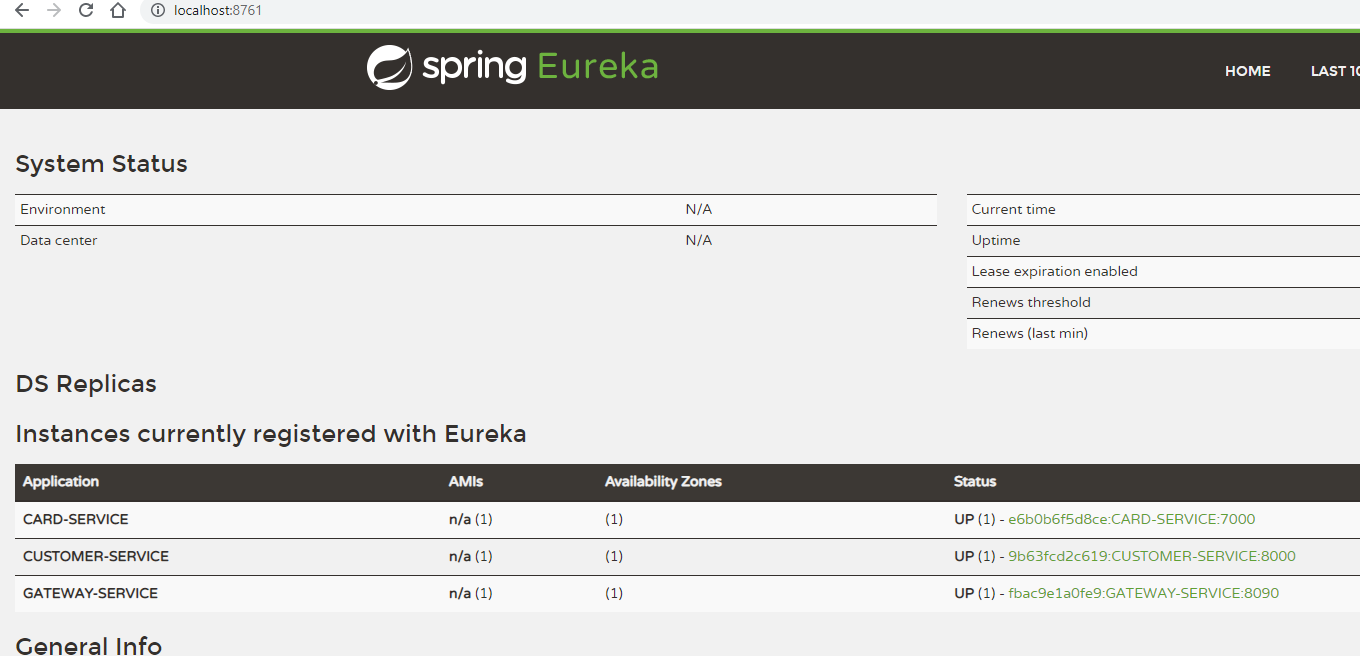 localhost:8761
spring Eureka
HOME LAST 10
System Status
Environment N/A
Data center N/A
Current time
Uptime
Lease expiration enabled
Renews threshold
Renews (last min)
DS Replicas
Instances currently registered with Eureka
Application AMIs Availability Zones Status
CARD-SERVICE n/a (1) (1) UP (1) - e6b0b6f5d8ce:CARD-SERVICE:7000
CUSTOMER-SERVICE n/a (1) (1) UP (1) - 9b63fcd2c619:CUSTOMER-SERVICE:8000
GATEWAY-SERVICE n/a (1) (1) UP (1) - fbac9e1a0fe9:GATEWAY-SERVICE:8090
General Info